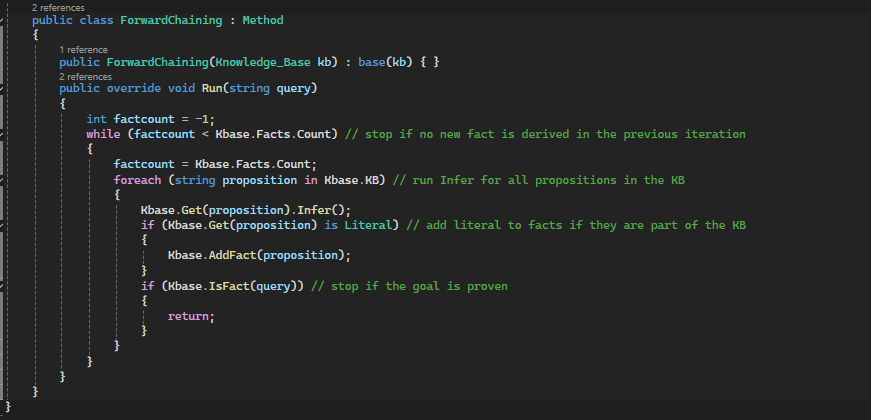 2 references
public class ForwardChaining : Method
{
1 reference
public ForwardChaining(Knowledge_Base kb) : base(kb) { }
2 references
public override void Run(string query)
{
int factcount = -1;
while (factcount < Kbase.Facts.Count) // stop if no new fact is derived in the previous iteration
{
factcount = Kbase.Facts.Count;
foreach (string proposition in Kbase.KB) // run Infer for all propositions in the KB
{
Kbase.Get(proposition).Infer();
if (Kbase.Get(proposition) is Literal) // add literal to facts if they are part of the KB
{
Kbase.AddFact(proposition);
}
if (Kbase.IsFact(query)) // stop if the goal is proven
{
return;
}
}
}
}
}
}